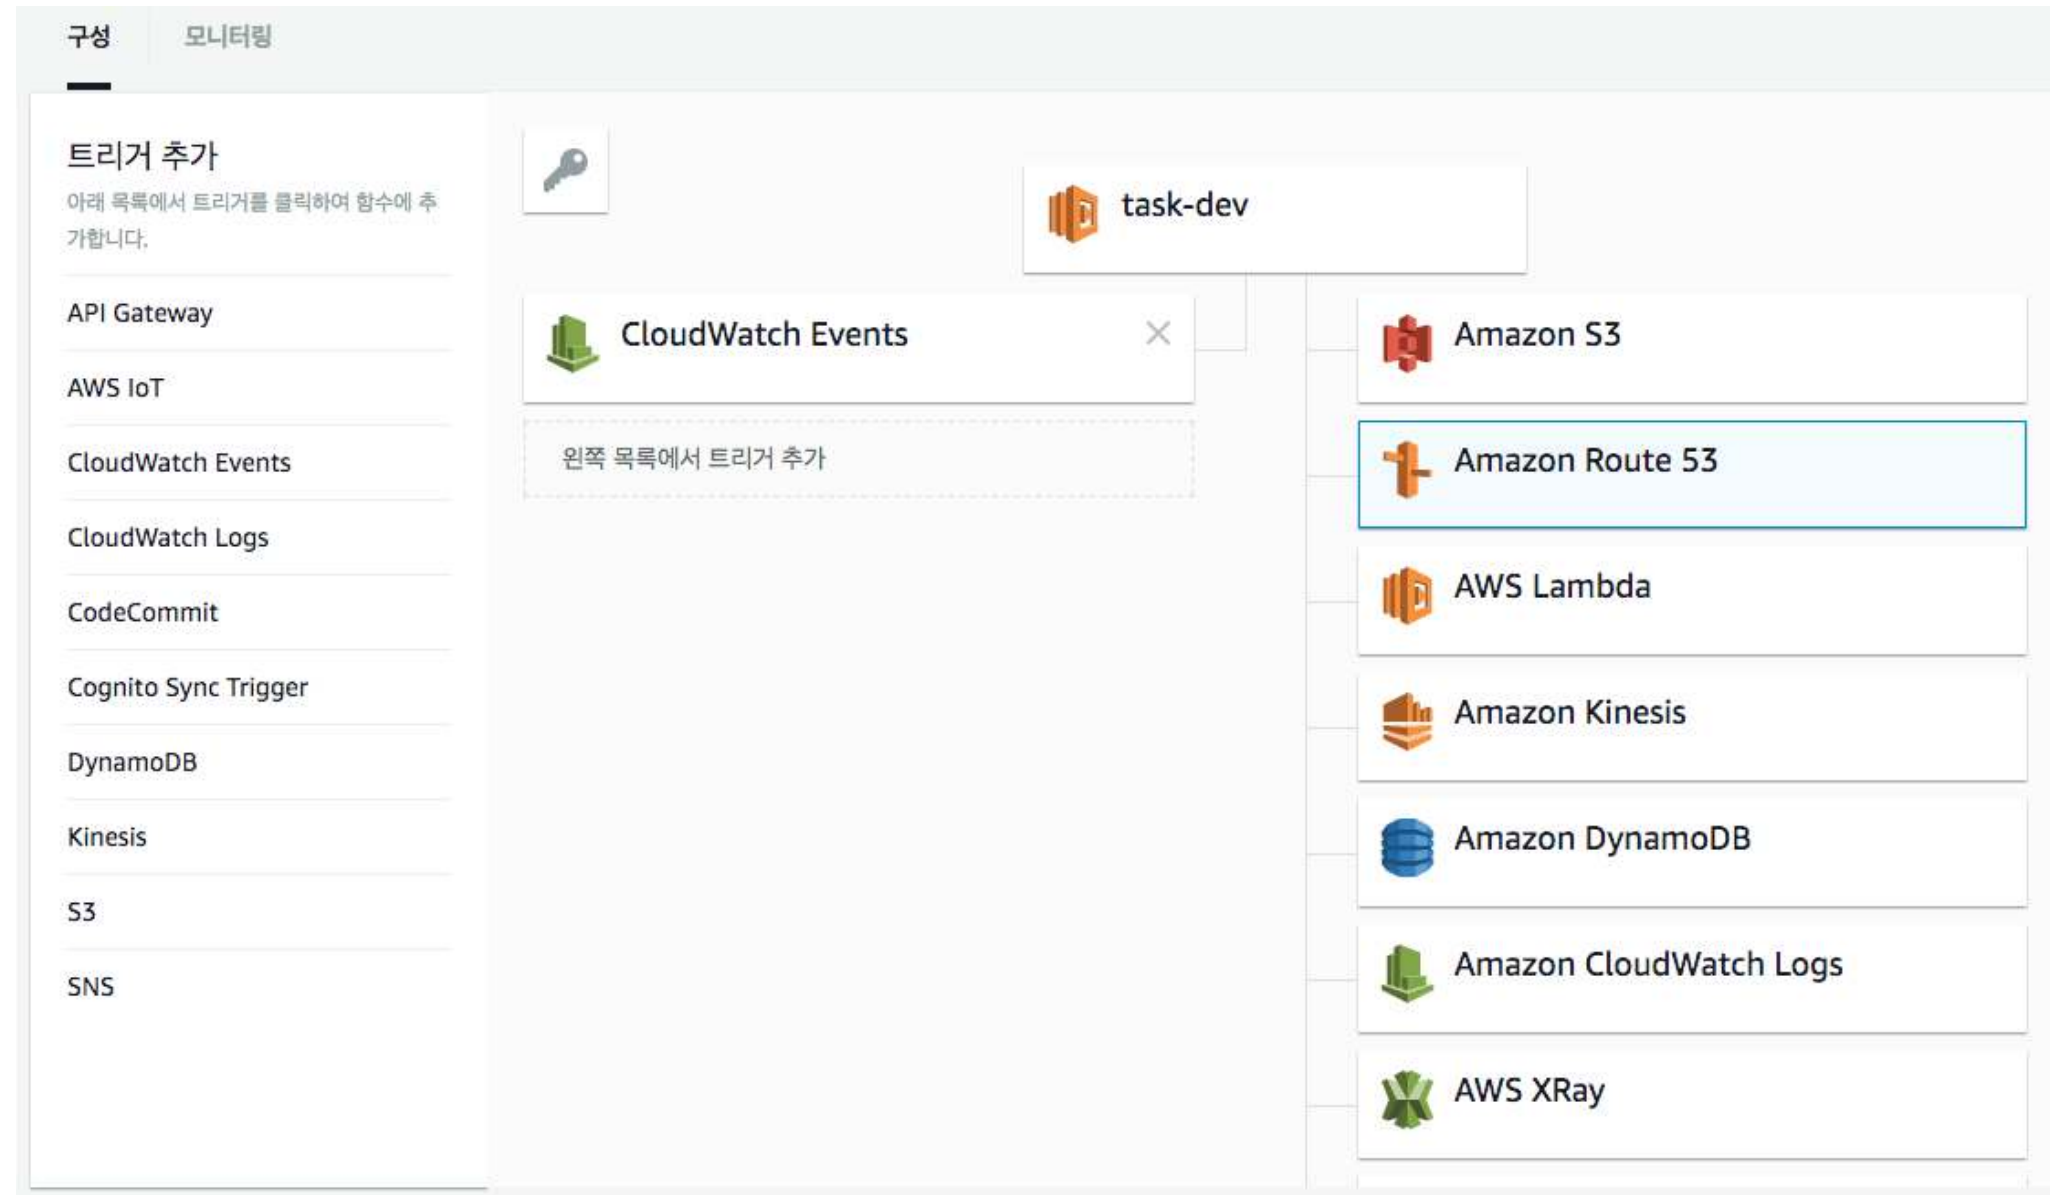 구성
모니터링
트리거 추가
아래 목록에서 트리거를 클릭하여 함수에 추
가합니다.
API Gateway
AWS IoT
CloudWatch Events
CloudWatch Logs
CodeCommit
Cognito Sync Trigger
DynamoDB
Kinesis
S3
SNS
task-dev
CloudWatch Events
왼쪽 목록에서 트리거 추가
Amazon S3
Amazon Route 53
AWS Lambda
Amazon Kinesis
Amazon DynamoDB
Amazon CloudWatch Logs
AWS XRay